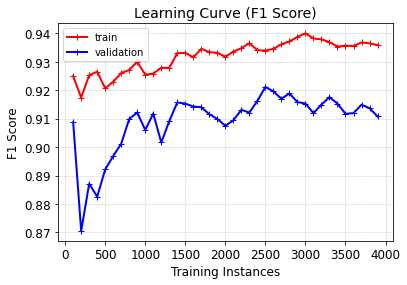 Learning Curve (F1 Score)
train
validation
F1 Score
0.94
0.93
0.92
0.91
0.90
0.89
0.88
0.87
0 500 1000 1500 2000 2500 3000 3500 4000
Training Instances